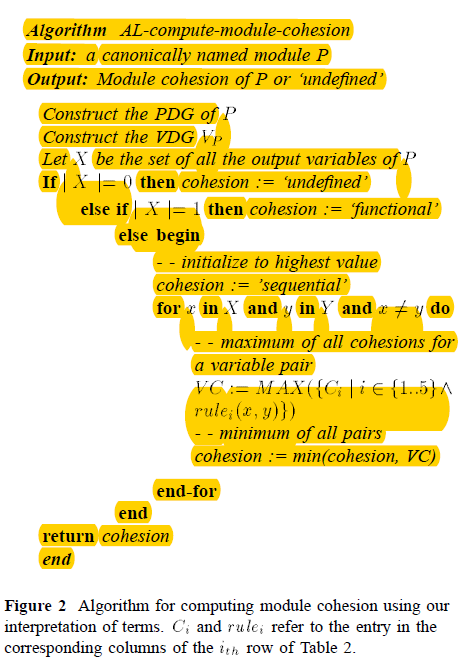 Algorithm AL-compute-module-cohesion
Input: a canonically named module P
Output: Module cohesion of P or ‘undefined’
Construct the PDG of P
Construct the VDG V_P
Let X be the set of all the output variables of P
If | X |= 0 then cohesion := ‘undefined’
else if | X |= 1 then cohesion := ‘functional’
else begin
- - initialize to highest value
cohesion := ’sequential’
for x in X and y in Y and x ≠ y do
- - maximum of all cohesions for
a variable pair
VC := MAX({C_i | i ∈ {1..5}∧
rule_i(x, y)})
- - minimum of all pairs
cohesion := min(cohesion, VC)
end-for
end
return cohesion
end
Figure 2 Algorithm for computing module cohesion using our
interpretation of terms. C_i and rule_i refer to the entry in the
corresponding columns of the i_th row of Table 2.